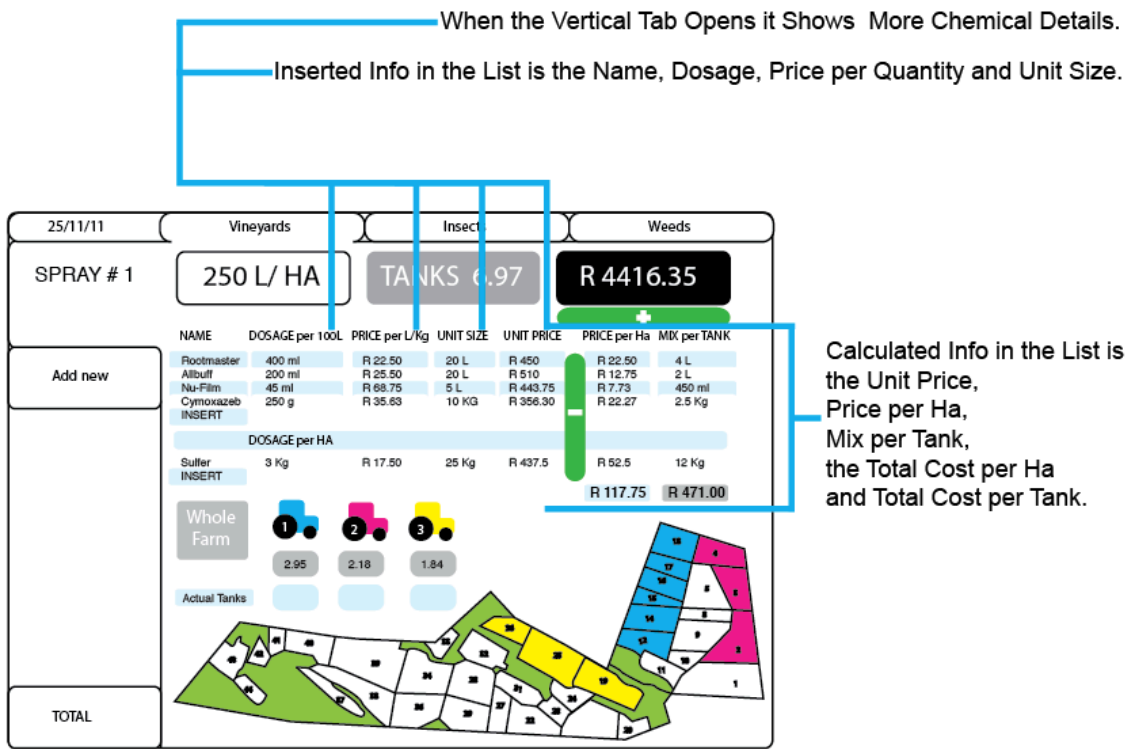 When the Vertical Tab Opens it Shows More Chemical Details.
Inserted Info in the List is the Name, Dosage, Price per Quantity and Unit Size.
25/11/11 Vineyards Insects Weeds
SPRAY # 1 250 L/ HA TANKS 6.97 R 4416.35
+
NAME DOSAGE per 100L PRICE per L/Kg UNIT SIZE UNIT PRICE PRICE per Ha MIX per TANK
Rootmaster 400 ml R 22.50 20 L R 450 R 22.50 4 L
Allbuff 200 ml R 25.50 20 L R 510 R 12.75 2 L
Nu-Film 45 ml R 68.75 5 L R 443.75 R 7.73 450 ml
Cymoxazeb 250 g R 35.63 10 KG R 356.30 R 22.27 2.5 Kg
INSERT
DOSAGE per HA
Sulfer 3 Kg R 17.50 25 Kg R 437.5 R 52.5 12 Kg
INSERT
R 117.75 R 471.00
Add new
Calculated Info in the List is
the Unit Price,
Price per Ha,
Mix per Tank,
the Total Cost per Ha
and Total Cost per Tank.
Whole
Farm
1 2 3
2.95 2.18 1.84
Actual Tanks
TOTAL
17
14
12
9
10
11
1